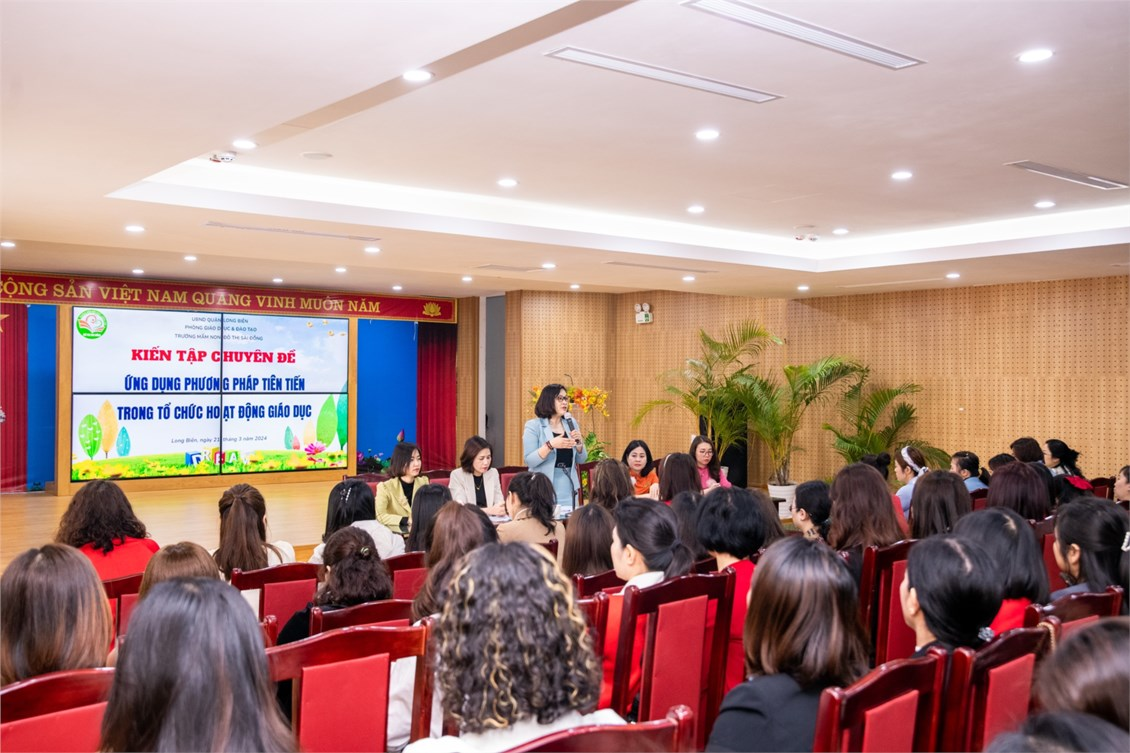 CỘNG SẢN VIỆT NAM QUANG VINH MUÔN NĂM
UBND QUẬN LONG BIÊN
PHÒNG GIÁO DỤC & ĐÀO TẠO
TRƯỜNG MẦM NON ĐÔ THỊ SÀI ĐỒNG
KIẾN TẬP CHUYÊN ĐỀ
ỨNG DỤNG PHƯƠNG PHÁP TIÊN TIẾN
TRONG TỔ CHỨC HOẠT ĐỘNG GIÁO DỤC
Long Biên, ngày 21 tháng 3 năm 2024